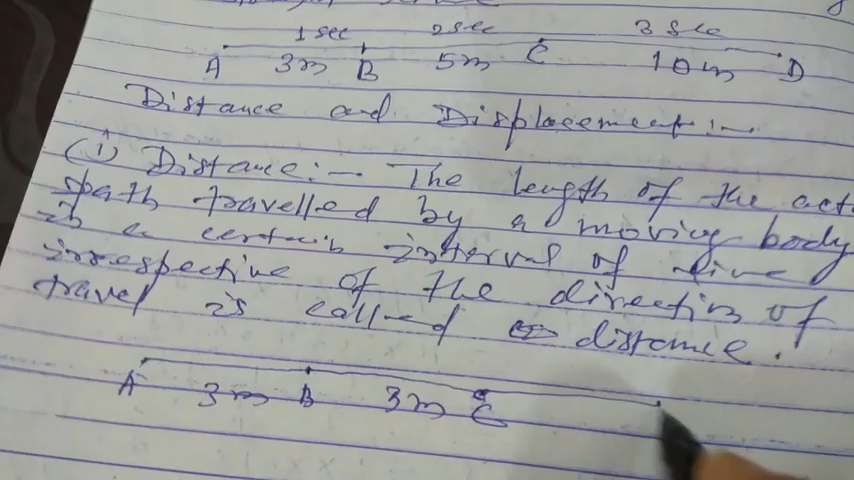 1 sec 2 sec 3 sec
A 3m B 5m C 10m D
Distance and Displacement :-
(i) Distance :- The length of the act
path travelled by a moving body
in a certain interval of time
irrespective of the direction of
travel is called distance.
A 3m B 3m C